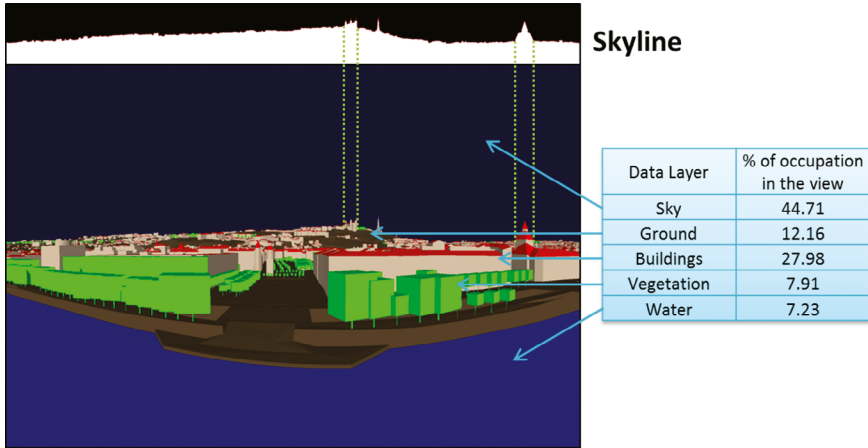 Skyline
Data Layer % of occupation in the view
Sky 44.71
Ground 12.16
Buildings 27.98
Vegetation 7.91
Water 7.23